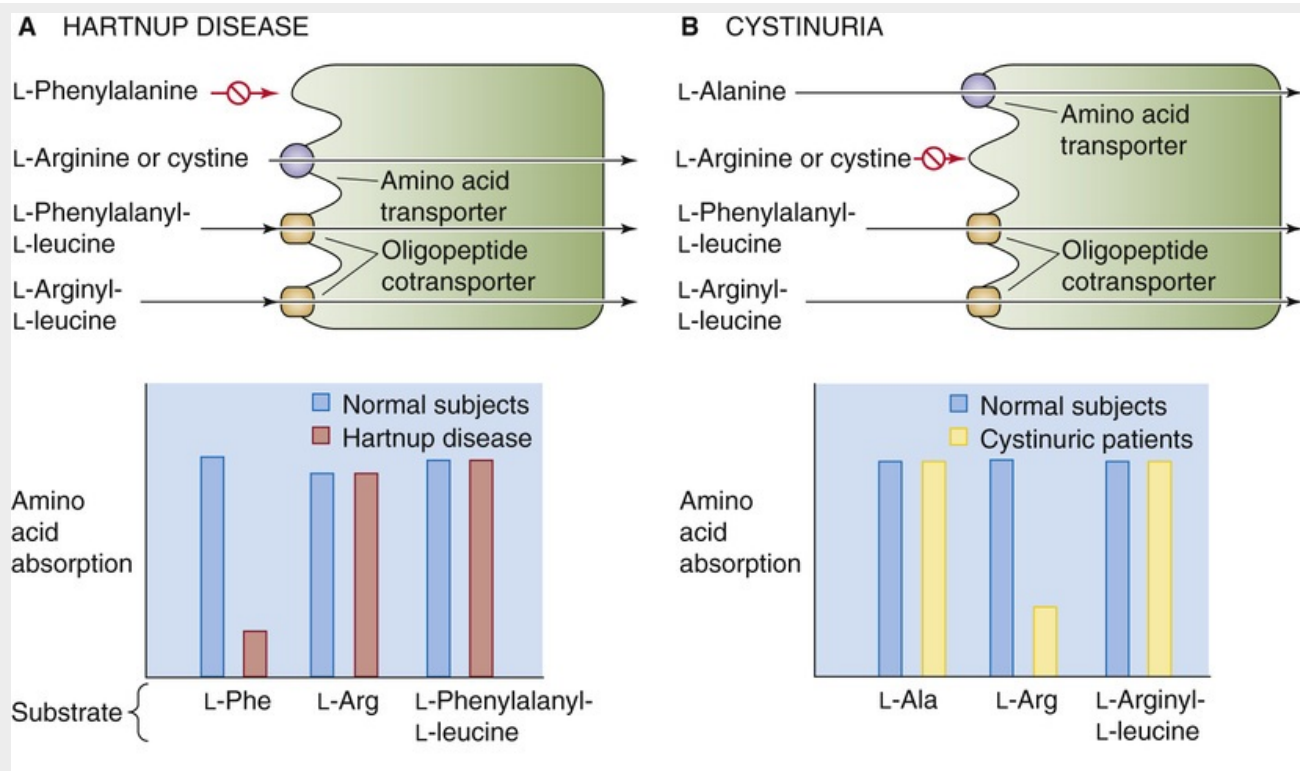 A HARTNUP DISEASE
L-Phenylalanine
L-Arginine or cystine
Amino acid
transporter
L-Phenylalanyl-
L-leucine
Oligopeptide
cotransporter
L-Arginyl-
L-leucine
Normal subjects
Hartnup disease
Amino
acid
absorption
Substrate
L-Phe
L-Arg
L-Phenylalanyl-
L-leucine
B CYSTINURIA
L-Alanine
Amino acid
transporter
L-Arginine or cystine
L-Phenylalanyl-
L-leucine
Oligopeptide
cotransporter
L-Arginyl-
L-leucine
Normal subjects
Cystinuric patients
Amino
acid
absorption
L-Ala
L-Arg
L-Arginyl-
L-leucine